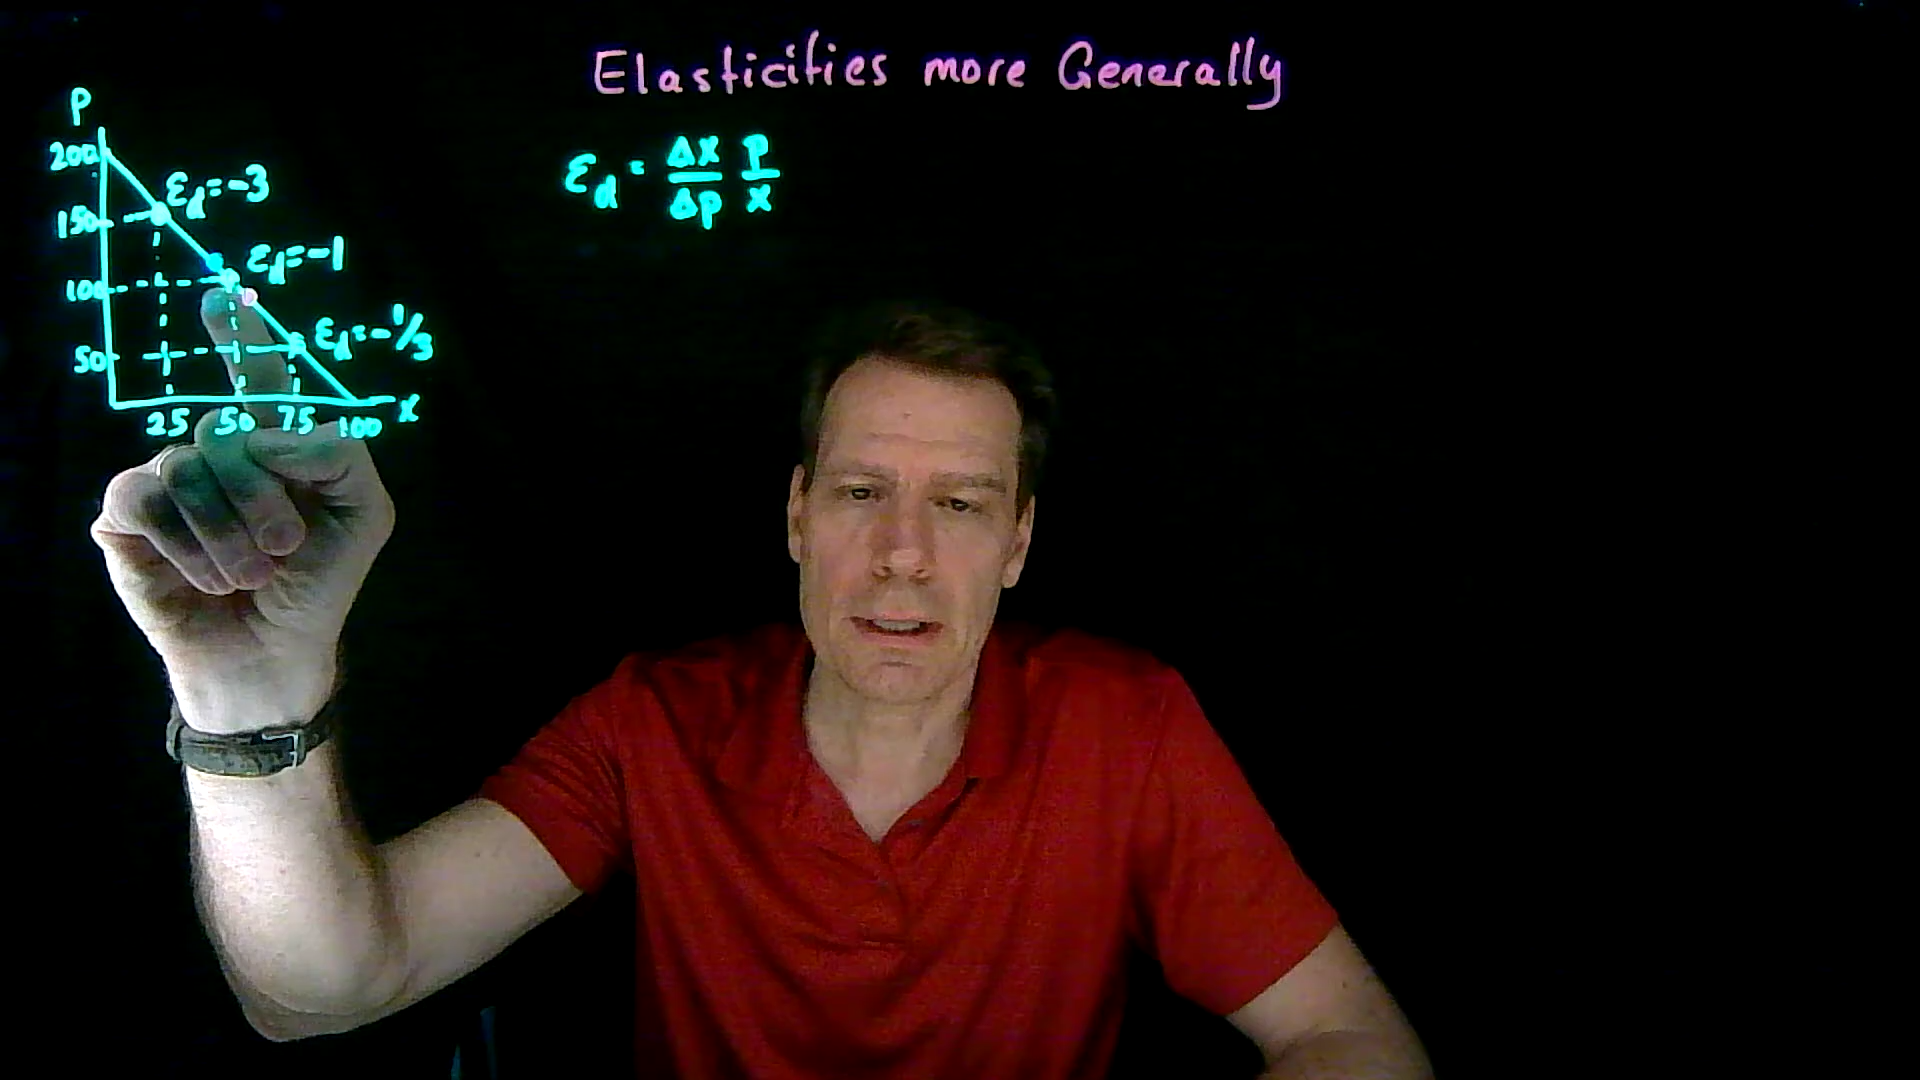 Elasticities more Generally
P
200
εd = -3
150
εd = -1
100
εd = -1/3
50
25 50 75 100 x
εd = Δx/Δp p/x